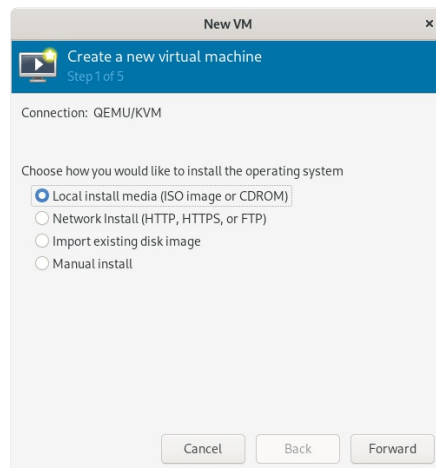 New VM
Create a new virtual machine
Step 1 of 5
Connection: QEMU/KVM
Choose how you would like to install the operating system
Local install media (ISO image or CDROM)
Network Install (HTTP, HTTPS, or FTP)
Import existing disk image
Manual install
Cancel Back Forward